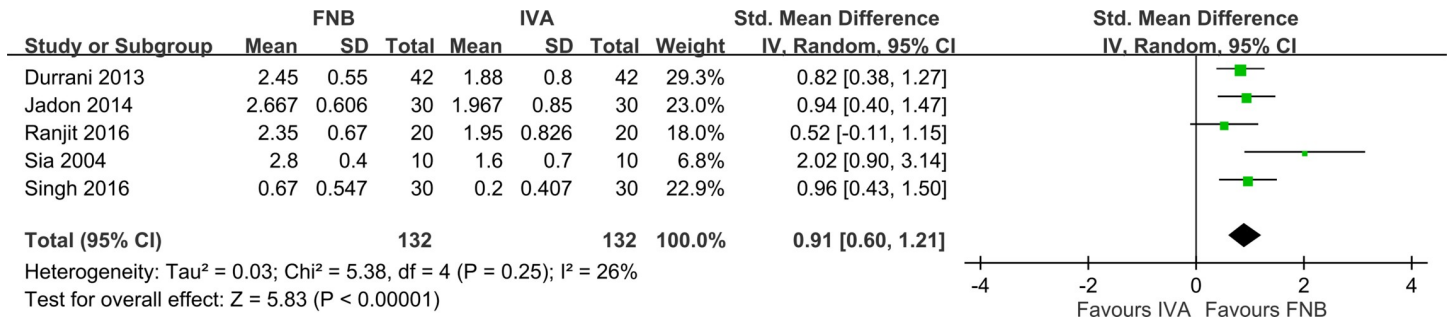 FNB IVA Std. Mean Difference Std. Mean Difference
Study or Subgroup Mean SD Total Mean SD Total Weight IV, Random, 95% CI IV, Random, 95% CI
Durrani 2013 2.45 0.55 42 1.88 0.8 42 29.3% 0.82 [0.38, 1.27]
Jadon 2014 2.667 0.606 30 1.967 0.85 30 23.0% 0.94 [0.40, 1.47]
Ranjit 2016 2.35 0.67 20 1.95 0.826 20 18.0% 0.52 [-0.11, 1.15]
Sia 2004 2.8 0.4 10 1.6 0.7 10 6.8% 2.02 [0.90, 3.14]
Singh 2016 0.67 0.547 30 0.2 0.407 30 22.9% 0.96 [0.43, 1.50]
Total (95% CI) 132 132 100.0% 0.91 [0.60, 1.21]
Heterogeneity: Tau² = 0.03; Chi² = 5.38, df = 4 (P = 0.25); I² = 26%
Test for overall effect: Z = 5.83 (P < 0.00001)
-4 -2 0 2 4
Favours IVA Favours FNB